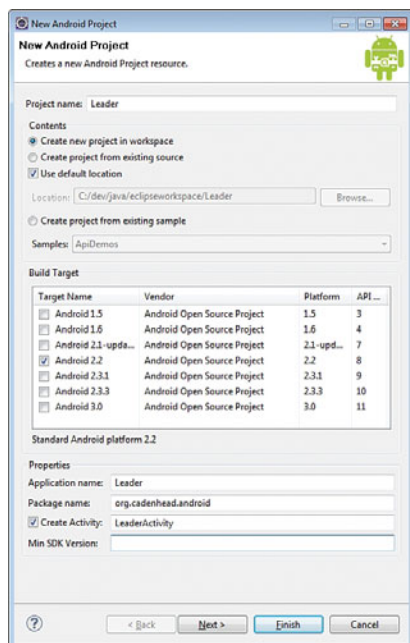 New Android Project
New Android Project
Creates a new Android Project resource.
Project name: Leader
Contents
Create new project in workspace
Create project from existing source
Use default location
Location: C:/dev/java/eclipseworkspace/Leader Browse...
Create project from existing sample
Samples: ApiDemos
Build Target
Target Name Vendor Platform API ...
Android 1.5 Android Open Source Project 1.5 3
Android 1.6 Android Open Source Project 1.6 4
Android 2.1-upda... Android Open Source Project 2.1-upd... 7
Android 2.2 Android Open Source Project 2.2 8
Android 2.3.1 Android Open Source Project 2.3.1 9
Android 2.3.3 Android Open Source Project 2.3.3 10
Android 3.0 Android Open Source Project 3.0 11
Standard Android platform 2.2
Properties
Application name: Leader
Package name: org.cadenhead.android
Create Activity: LeaderActivity
Min SDK Version:
? < Back Next > Finish Cancel